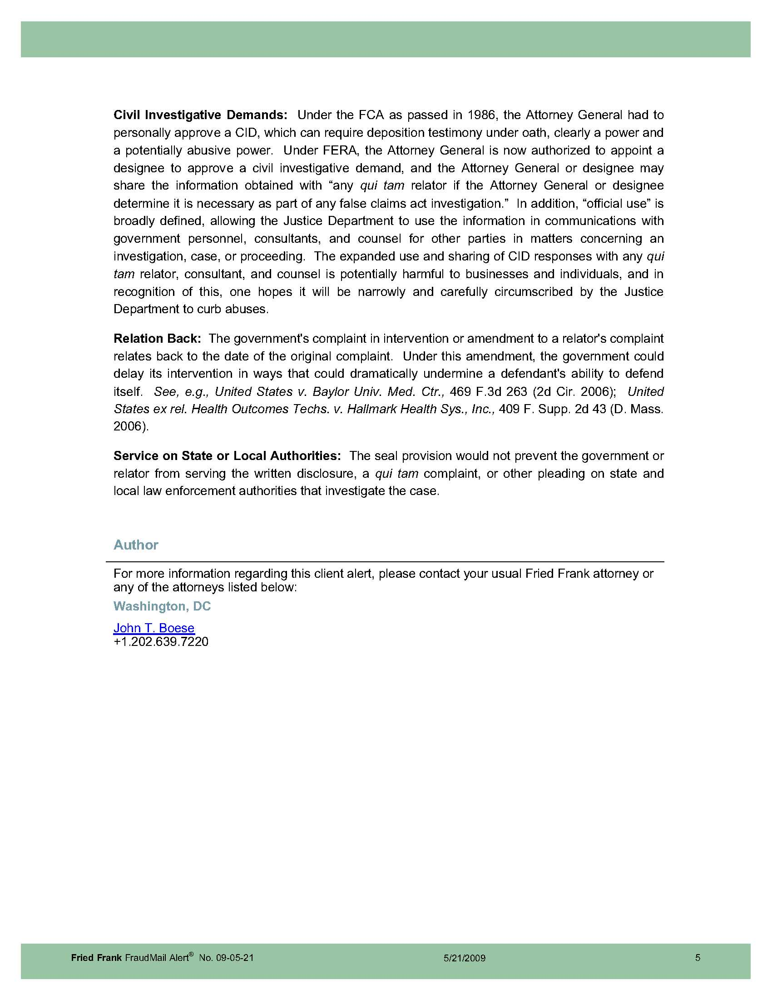 Civil Investigative Demands: Under the FCA as passed in 1986, the Attorney General had to
personally approve a CID, which can require deposition testimony under oath, clearly a power and
a potentially abusive power. Under FERA, the Attorney General is now authorized to appoint a
designee to approve a civil investigative demand, and the Attorney General or designee may
share the information obtained with “any qui tam relator if the Attorney General or designee
determine it is necessary as part of any false claims act investigation.” In addition, “official use” is
broadly defined, allowing the Justice Department to use the information in communications with
government personnel, consultants, and counsel for other parties in matters concerning an
investigation, case, or proceeding. The expanded use and sharing of CID responses with any qui
tam relator, consultant, and counsel is potentially harmful to businesses and individuals, and in
recognition of this, one hopes it will be narrowly and carefully circumscribed by the Justice
Department to curb abuses.
Relation Back: The government's complaint in intervention or amendment to a relator's complaint
relates back to the date of the original complaint. Under this amendment, the government could
delay its intervention in ways that could dramatically undermine a defendant's ability to defend
itself. See, e.g., United States v. Baylor Univ. Med. Ctr., 469 F.3d 263 (2d Cir. 2006); United
States ex rel. Health Outcomes Techs. v. Hallmark Health Sys., Inc., 409 F. Supp. 2d 43 (D. Mass.
2006).
Service on State or Local Authorities: The seal provision would not prevent the government or
relator from serving the written disclosure, a qui tam complaint, or other pleading on state and
local law enforcement authorities that investigate the case.
Author
For more information regarding this client alert, please contact your usual Fried Frank attorney or
any of the attorneys listed below:
Washington, DC
John T. Boese
+1.202.639.7220
Fried Frank FraudMail Alert® No. 09-05-21 5/21/2009 5